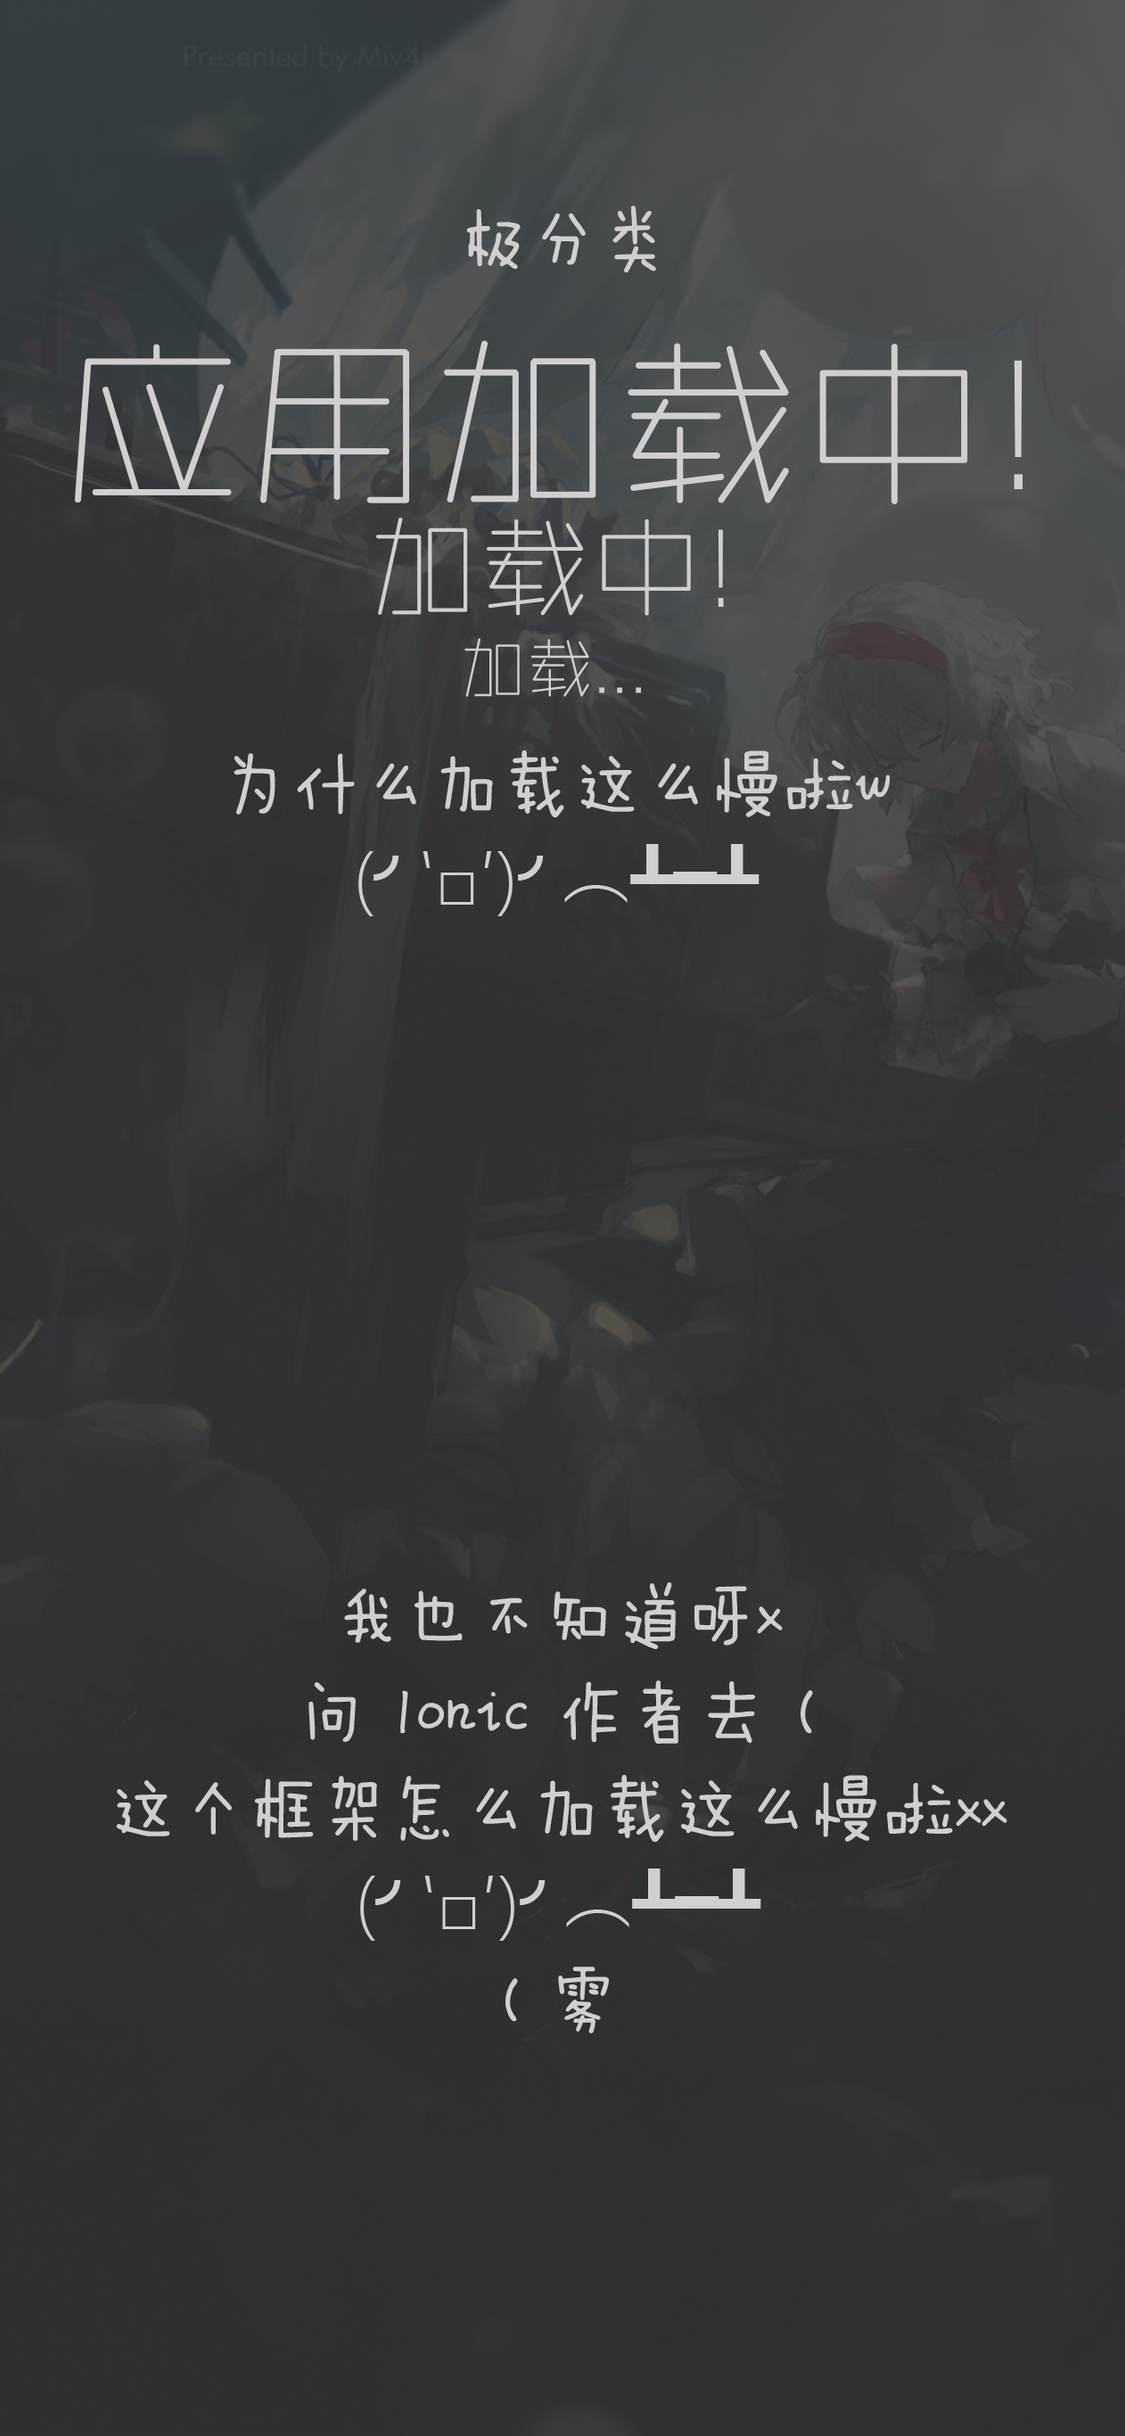 Presented by Miv4t
极分类
应用加载中!
加载中!
加载...
为什么加载这么慢啦w
(╯‵□′)╯︵┻━┻
我也不知道呀x
问 Ionic 作者去（
这个框架怎么加载这么慢啦xx
(╯‵□′)╯︵┻━┻
（雾